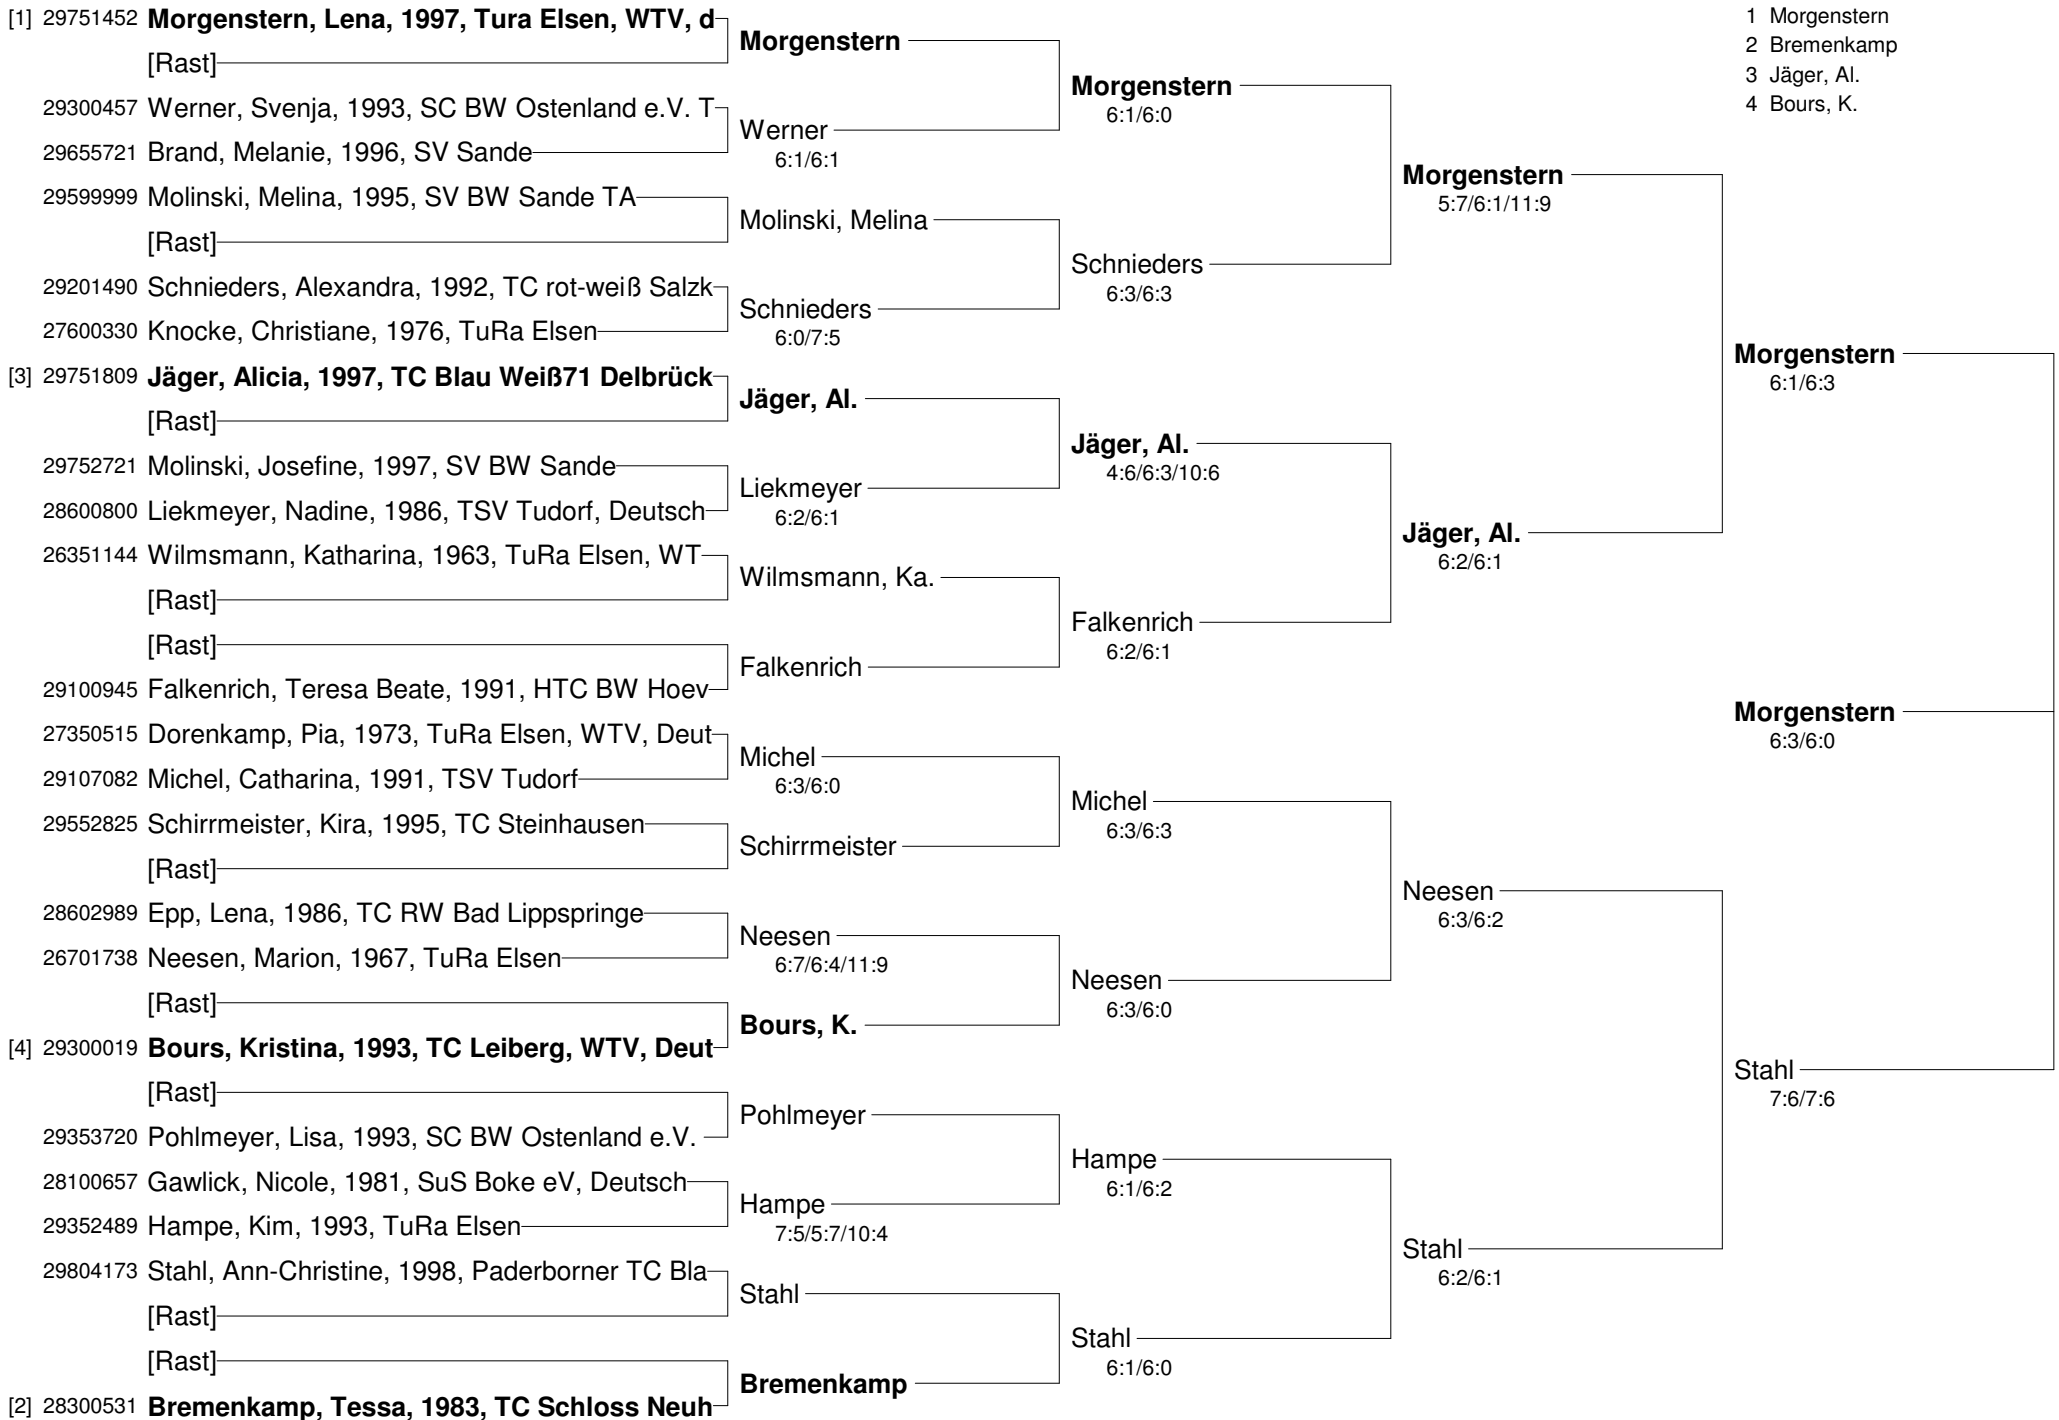 [1] 29751452 Morgenstern, Lena, 1997, Tura Elsen, WTV, d
[Rast]
29300457 Werner, Svenja, 1993, SC BW Ostenland e.V. T
29655721 Brand, Melanie, 1996, SV Sande
29599999 Molinski, Melina, 1995, SV BW Sande TA
[Rast]
29201490 Schnieders, Alexandra, 1992, TC rot-weiß Salzk
27600330 Knocke, Christiane, 1976, TuRa Elsen
[3] 29751809 Jäger, Alicia, 1997, TC Blau Weiß71 Delbrück
[Rast]
29752721 Molinski, Josefine, 1997, SV BW Sande
28600800 Liekmeyer, Nadine, 1986, TSV Tudorf, Deutsch
26351144 Wilmsmann, Katharina, 1963, TuRa Elsen, WT
[Rast]
[Rast]
29100945 Falkenrich, Teresa Beate, 1991, HTC BW Hoev
27350515 Dorenkamp, Pia, 1973, TuRa Elsen, WTV, Deut
29107082 Michel, Catharina, 1991, TSV Tudorf
29552825 Schirrmeister, Kira, 1995, TC Steinhausen
[Rast]
28602989 Epp, Lena, 1986, TC RW Bad Lippspringe
26701738 Neesen, Marion, 1967, TuRa Elsen
[Rast]
[4] 29300019 Bours, Kristina, 1993, TC Leiberg, WTV, Deut
[Rast]
29353720 Pohlmeyer, Lisa, 1993, SC BW Ostenland e.V.
28100657 Gawlick, Nicole, 1981, SuS Boke eV, Deutsch
29352489 Hampe, Kim, 1993, TuRa Elsen
29804173 Stahl, Ann-Christine, 1998, Paderborner TC Bla
[Rast]
[Rast]
[2] 28300531 Bremenkamp, Tessa, 1983, TC Schloss Neuh
Morgenstern
Werner
6:1/6:1
Molinski, Melina
Schnieders
6:0/7:5
Jäger, Al.
Liekmeyer
6:2/6:1
Wilmsmann, Ka.
Falkenrich
Michel
6:3/6:0
Schirrmeister
Neesen
6:7/6:4/11:9
Bours, K.
Pohlmeyer
Hampe
7:5/5:7/10:4
Stahl
Bremenkamp
Morgenstern
6:1/6:0
Schnieders
6:3/6:3
Jäger, Al.
4:6/6:3/10:6
Falkenrich
6:2/6:1
Michel
6:3/6:3
Neesen
6:3/6:0
Hampe
6:1/6:2
Stahl
6:1/6:0
Morgenstern
5:7/6:1/11:9
Jäger, Al.
6:2/6:1
Neesen
6:3/6:2
Stahl
6:2/6:1
Morgenstern
6:1/6:3
Morgenstern
6:3/6:0
Stahl
7:6/7:6
1 Morgenstern
2 Bremenkamp
3 Jäger, Al.
4 Bours, K.